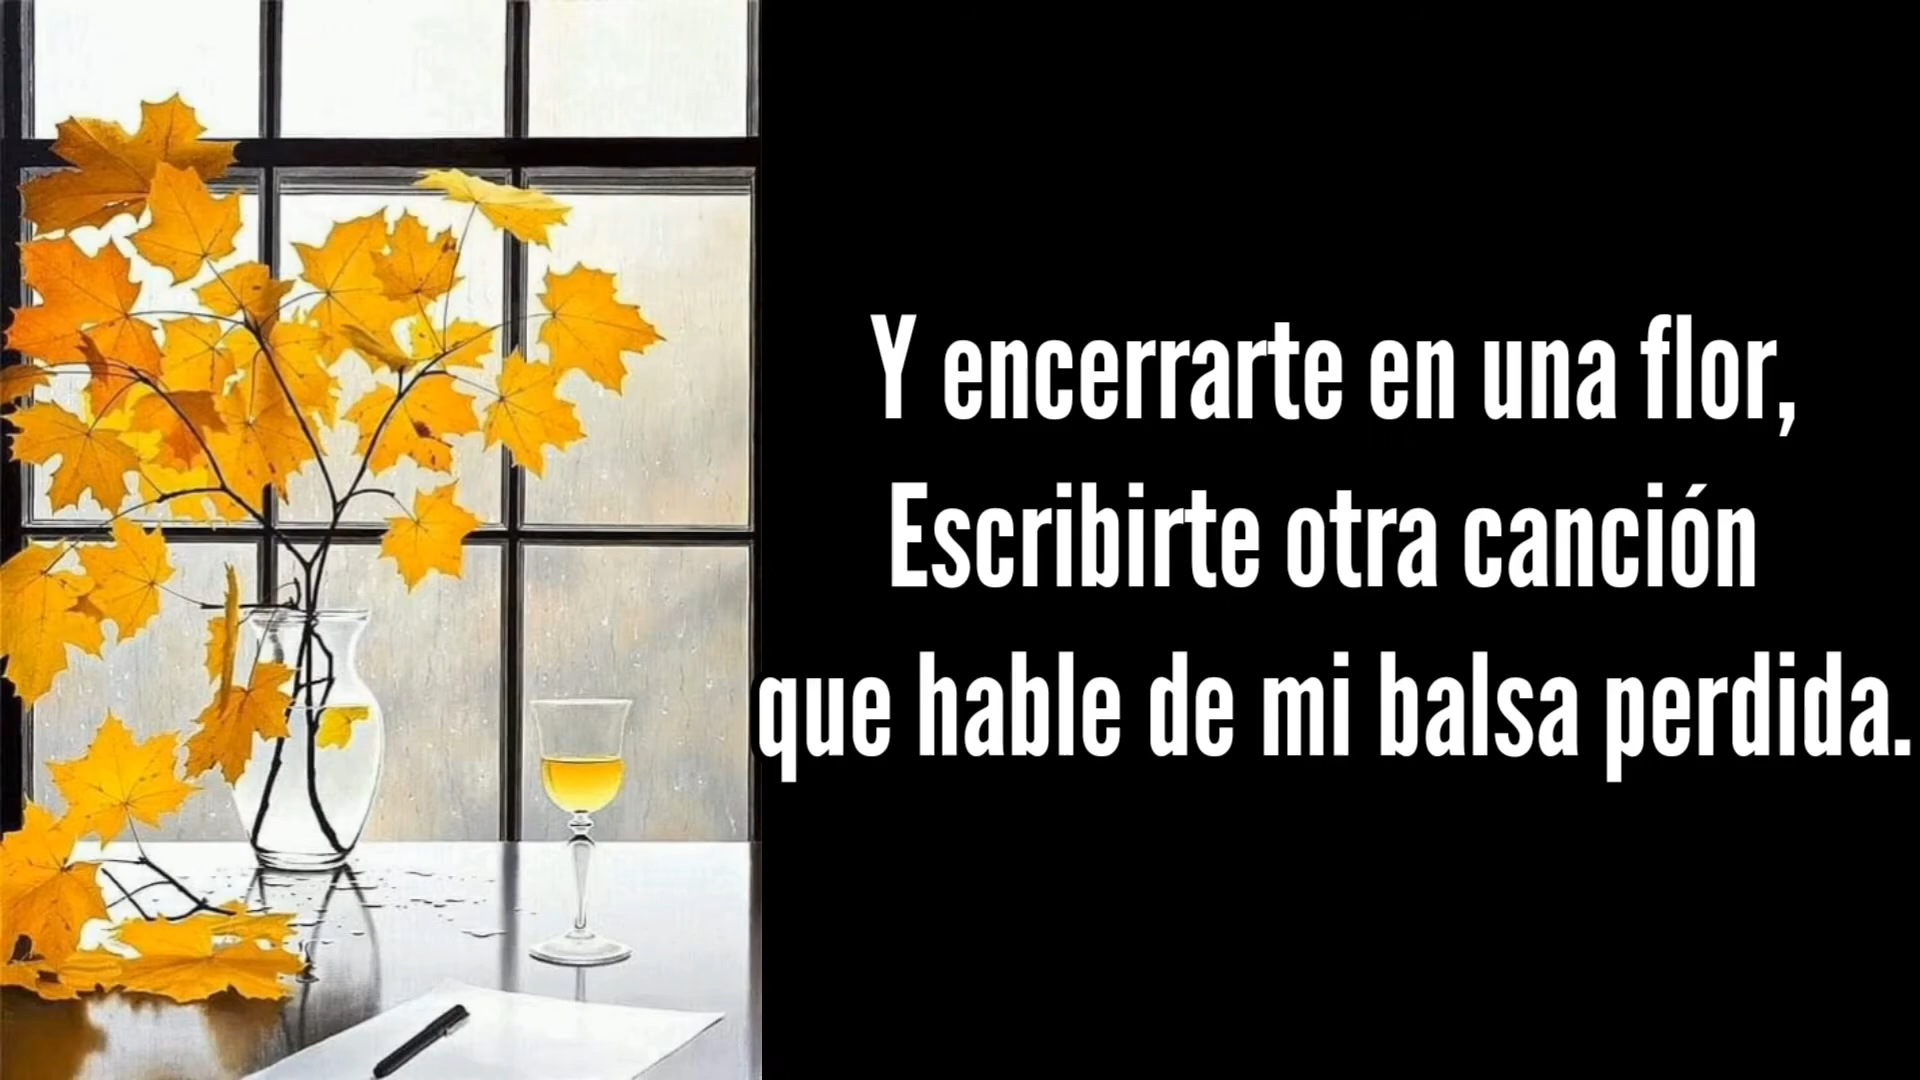 Y encerrarte en una flor,
Escribirte otra canción
que hable de mi balsa perdida.